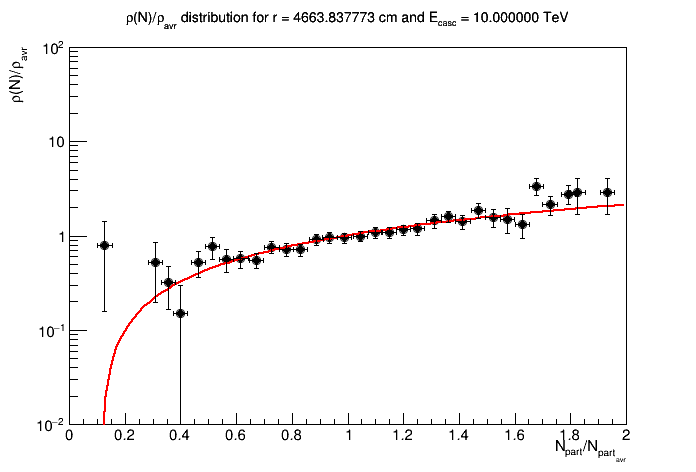 ρ(N)/ρavr distribution for r = 4663.837773 cm and Ecasc = 10.000000 TeV
ρ(N)/ρavr
10²
10
1
10⁻¹
10⁻²
0 0.2 0.4 0.6 0.8 1 1.2 1.4 1.6 1.8 2
Npart/Npartavr